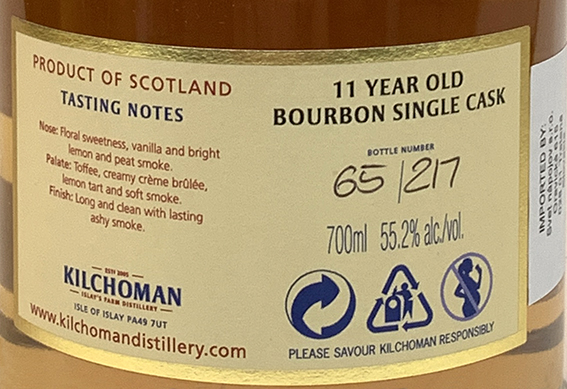 PRODUCT OF SCOTLAND
TASTING NOTES
Nose: Floral sweetness, vanilla and bright
lemon and peat smoke.
Palate: Toffee, creamy crème brûlée,
lemon tart and soft smoke.
Finish: Long and clean with lasting
ashy smoke.
ESTD 2005
KILCHOMAN
ISLAY'S FARM DISTILLERY
ISLE OF ISLAY PA49 7UT
www.kilchomandistillery.com
11 YEAR OLD
BOURBON SINGLE CASK
BOTTLE NUMBER
65/217
700ml 55.2% alc./vol.
PLEASE SAVOUR KILCHOMAN RESPONSIBLY
IMPORTED BY:
Svet nápojov s.r.o.